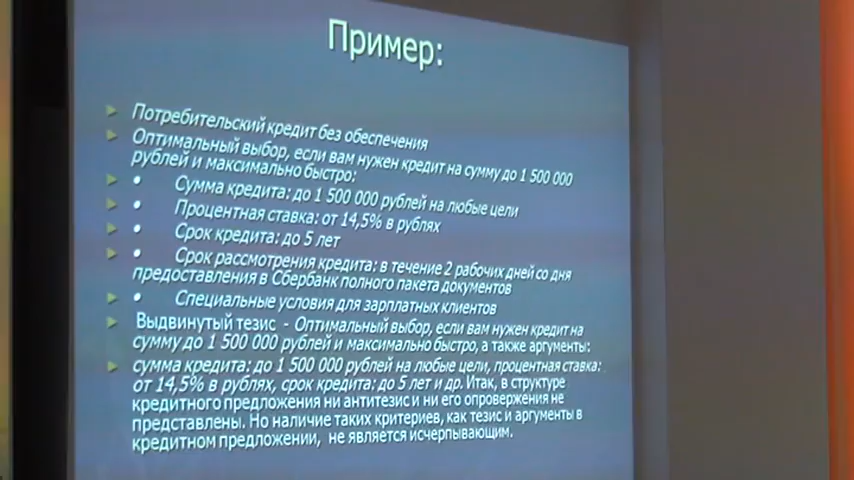 Пример:
Потребительский кредит без обеспечения
Оптимальный выбор, если вам нужен кредит на сумму до 1 500 000
рублей и максимально быстро:
• Сумма кредита: до 1 500 000 рублей на любые цели
• Процентная ставка: от 14,5% в рублях
• Срок кредита: до 5 лет
• Срок рассмотрения кредита: в течение 2 рабочих дней со дня
предоставления в Сбербанк полного пакета документов
• Специальные условия для зарплатных клиентов
Выдвинутый тезис - Оптимальный выбор, если вам нужен кредит на
сумму до 1 500 000 рублей и максимально быстро, а также аргументы:
сумма кредита: до 1 500 000 рублей на любые цели, процентная ставка:
от 14,5% в рублях, срок кредита: до 5 лет и др. Итак, в структуре
кредитного предложения ни антитезис и ни его опровержения не
представлены. Но наличие таких критериев, как тезис и аргументы в
кредитном предложении, не является исчерпывающим.